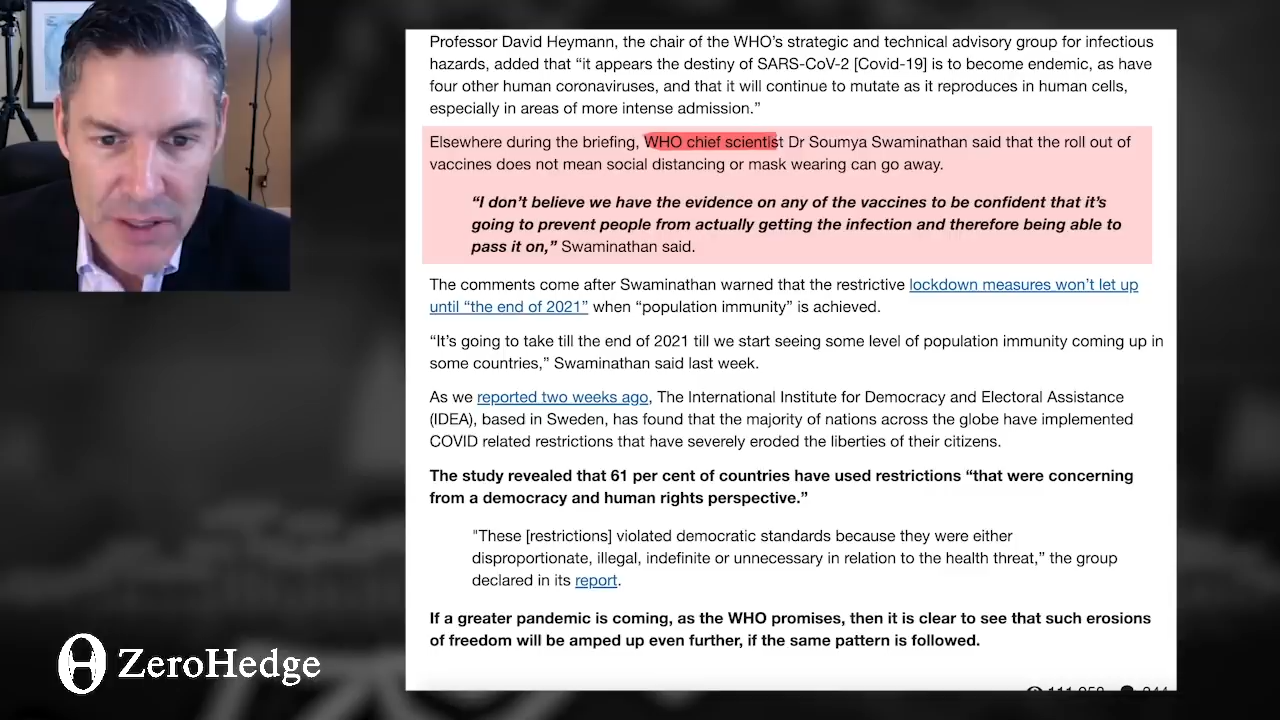 Professor David Heymann, the chair of the WHO’s strategic and technical advisory group for infectious
hazards, added that “it appears the destiny of SARS-CoV-2 [Covid-19] is to become endemic, as have
four other human coronaviruses, and that it will continue to mutate as it reproduces in human cells,
especially in areas of more intense admission.”
Elsewhere during the briefing, WHO chief scientist Dr Soumya Swaminathan said that the roll out of
vaccines does not mean social distancing or mask wearing can go away.
“I don’t believe we have the evidence on any of the vaccines to be confident that it’s
going to prevent people from actually getting the infection and therefore being able to
pass it on,” Swaminathan said.
The comments come after Swaminathan warned that the restrictive lockdown measures won’t let up
until “the end of 2021” when “population immunity” is achieved.
“It’s going to take till the end of 2021 till we start seeing some level of population immunity coming up in
some countries,” Swaminathan said last week.
As we reported two weeks ago, The International Institute for Democracy and Electoral Assistance
(IDEA), based in Sweden, has found that the majority of nations across the globe have implemented
COVID related restrictions that have severely eroded the liberties of their citizens.
The study revealed that 61 per cent of countries have used restrictions “that were concerning
from a democracy and human rights perspective.”
"These [restrictions] violated democratic standards because they were either
disproportionate, illegal, indefinite or unnecessary in relation to the health threat,” the group
declared in its report.
If a greater pandemic is coming, as the WHO promises, then it is clear to see that such erosions
of freedom will be amped up even further, if the same pattern is followed.
ZeroHedge